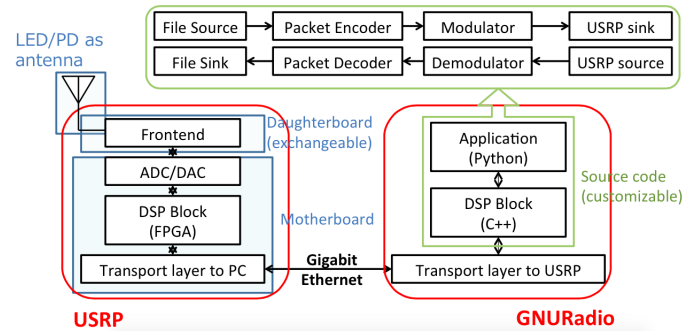 File Source
Packet Encoder
Modulator
USRP sink
File Sink
Packet Decoder
Demodulator
USRP source
LED/PD as
antenna
Frontend
Daughterboard
(exchangeable)
ADC/DAC
DSP Block
(FPGA)
Motherboard
Transport layer to PC
USRP
Gigabit
Ethernet
Application
(Python)
DSP Block
(C++)
Source code
(customizable)
Transport layer to USRP
GNURadio